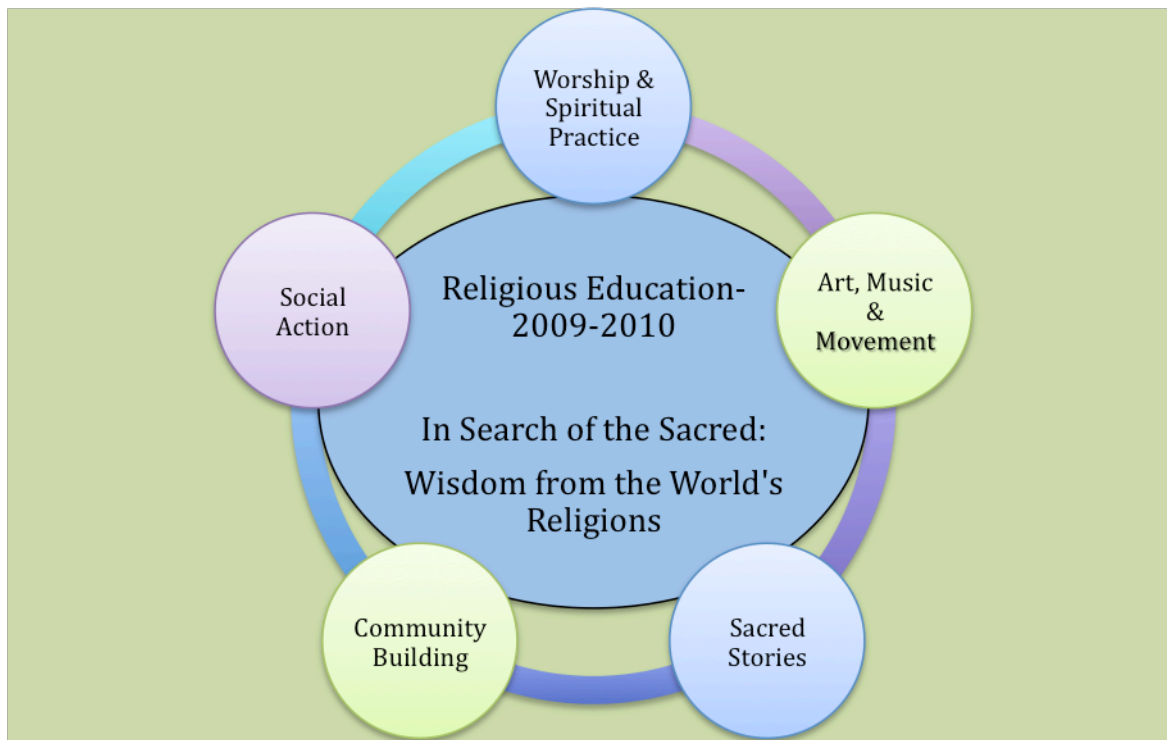 Worship &
Spiritual
Practice
Art, Music
&
Movement
Social
Action
Religious Education-
2009-2010
In Search of the Sacred:
Wisdom from the World's
Religions
Community
Building
Sacred
Stories